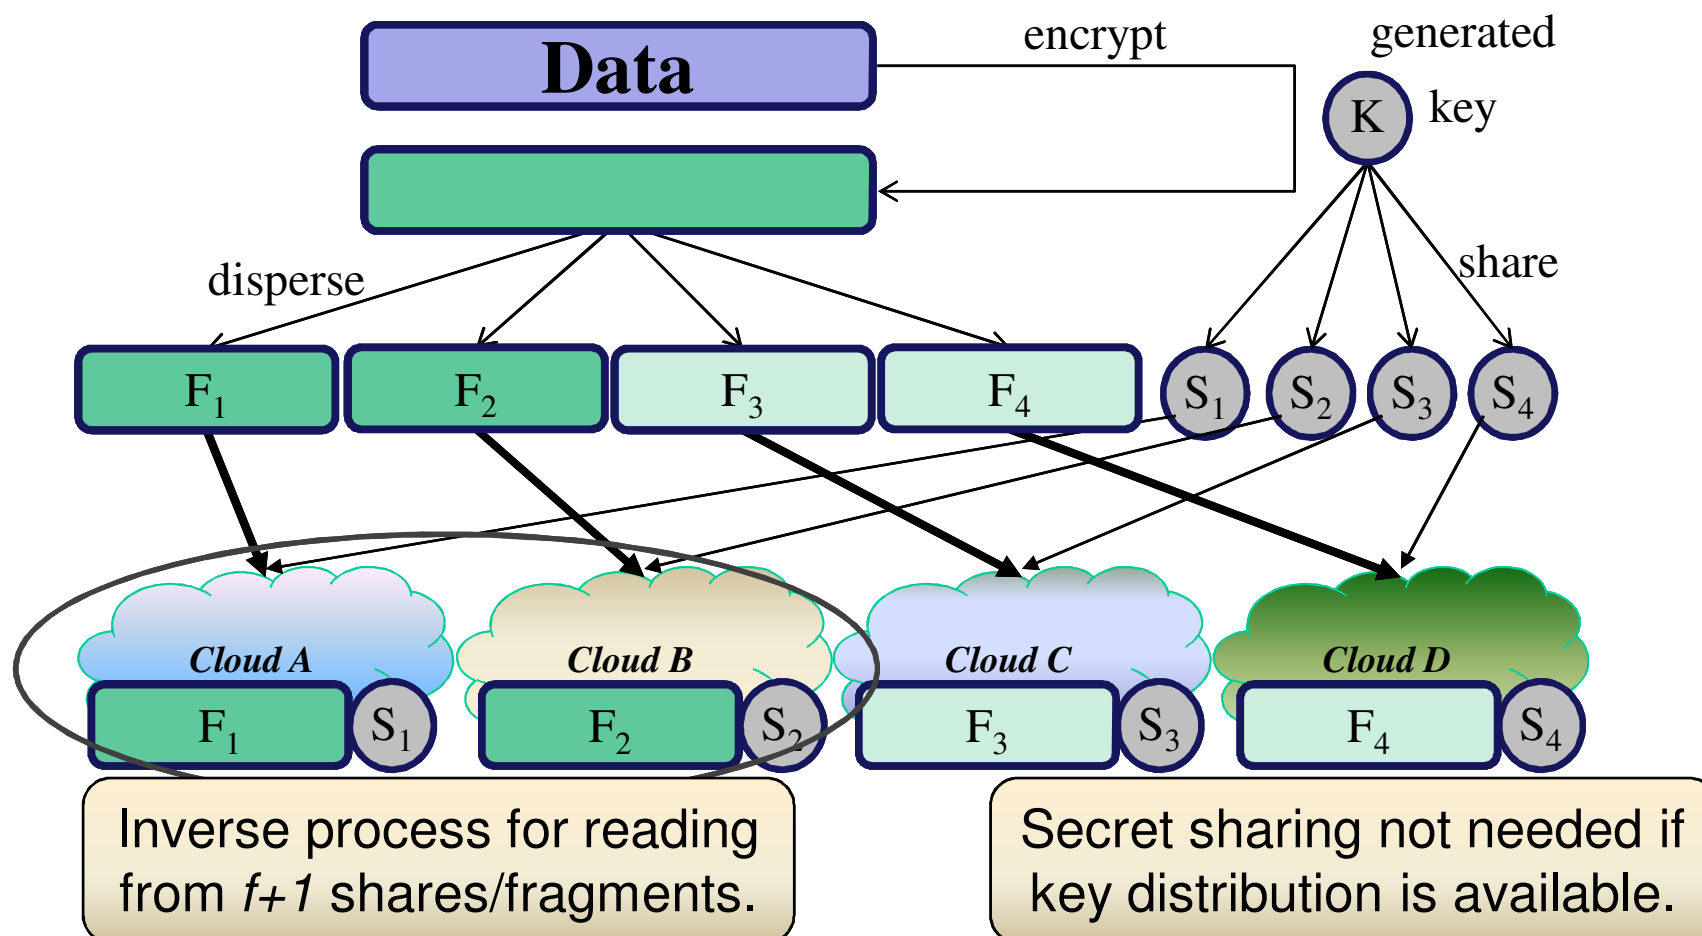 Data
encrypt
generated
K
key
disperse
share
F₁
F₂
F₃
F₄
S₁
S₂
S₃
S₄
Cloud A
Cloud B
Cloud C
Cloud D
F₁
S₁
F₂
S₂
F₃
S₃
F₄
S₄
Inverse process for reading
from f+1 shares/fragments.
Secret sharing not needed if
key distribution is available.